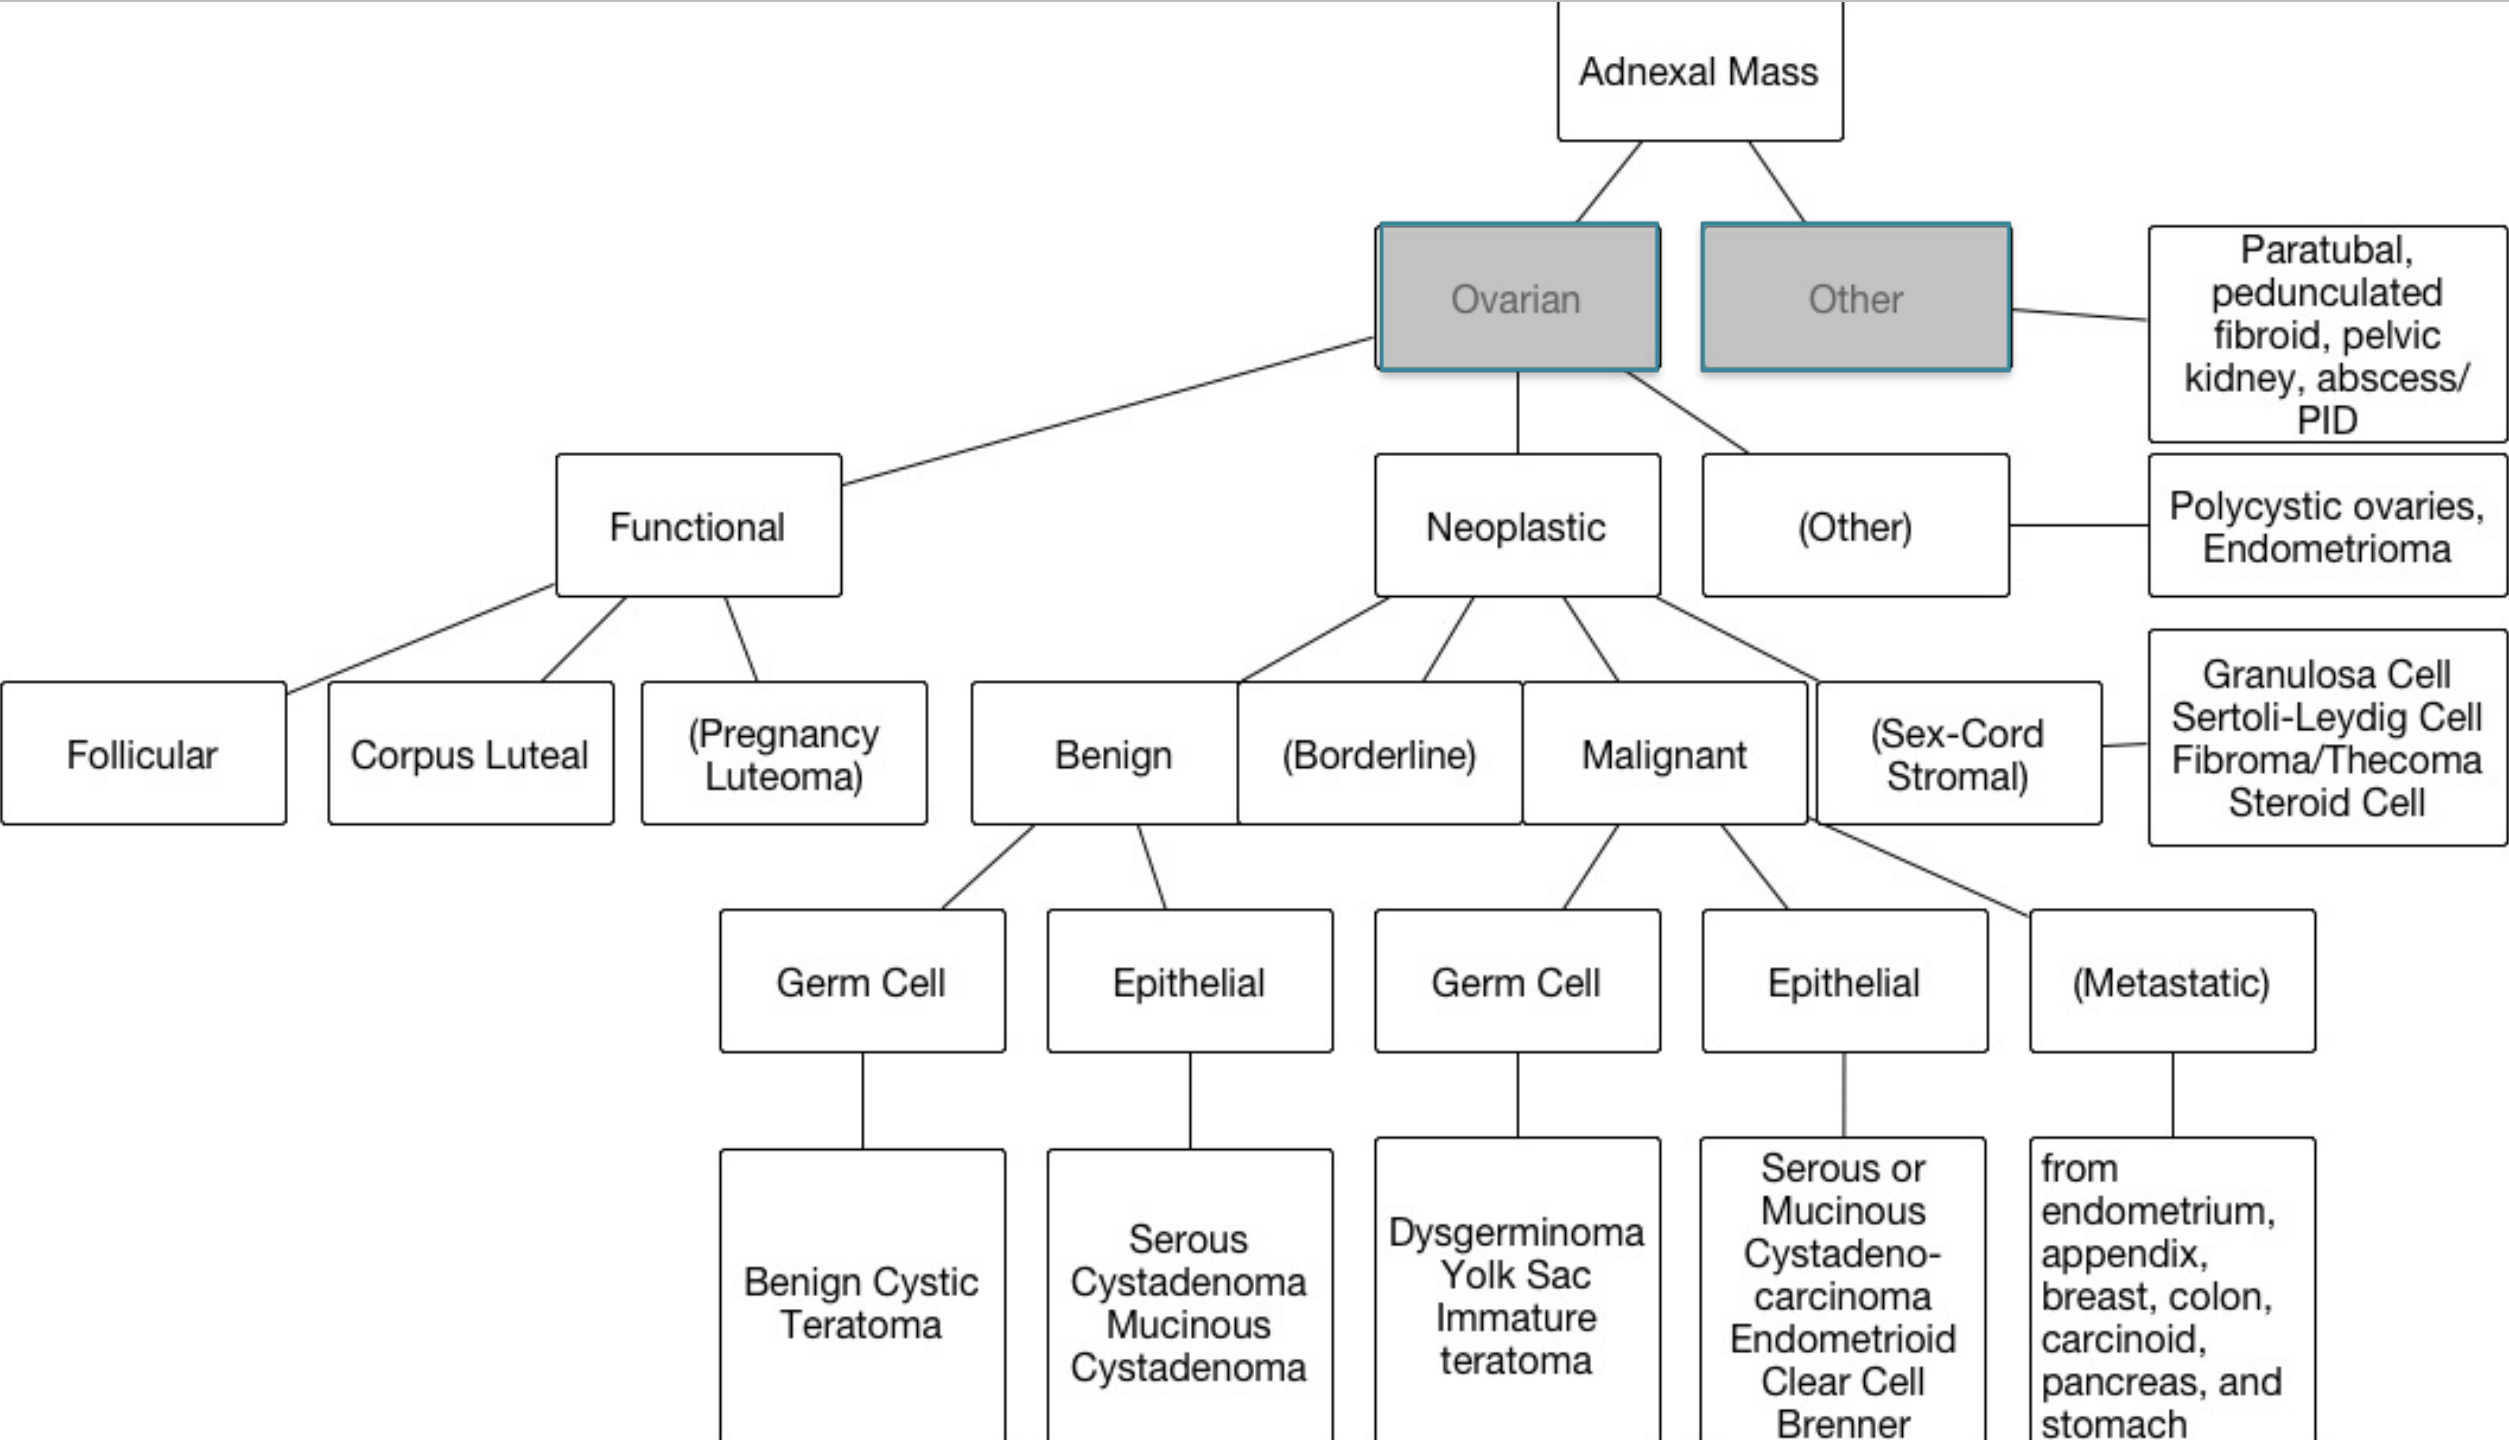 Adnexal Mass
Ovarian
Other
Paratubal,
pedunculated
fibroid, pelvic
kidney, abscess/
PID
Functional
Neoplastic
(Other)
Polycystic ovaries,
Endometrioma
Follicular
Corpus Luteal
(Pregnancy
Luteoma)
Benign
(Borderline)
Malignant
(Sex-Cord
Stromal)
Granulosa Cell
Sertoli-Leydig Cell
Fibroma/Thecoma
Steroid Cell
Germ Cell
Epithelial
Germ Cell
Epithelial
(Metastatic)
Benign Cystic
Teratoma
Serous
Cystadenoma
Mucinous
Cystadenoma
Dysgerminoma
Yolk Sac
Immature
teratoma
Serous or
Mucinous
Cystadeno-
carcinoma
Endometrioid
Clear Cell
Brenner
from
endometrium,
appendix,
breast, colon,
carcinoid,
pancreas, and
stomach